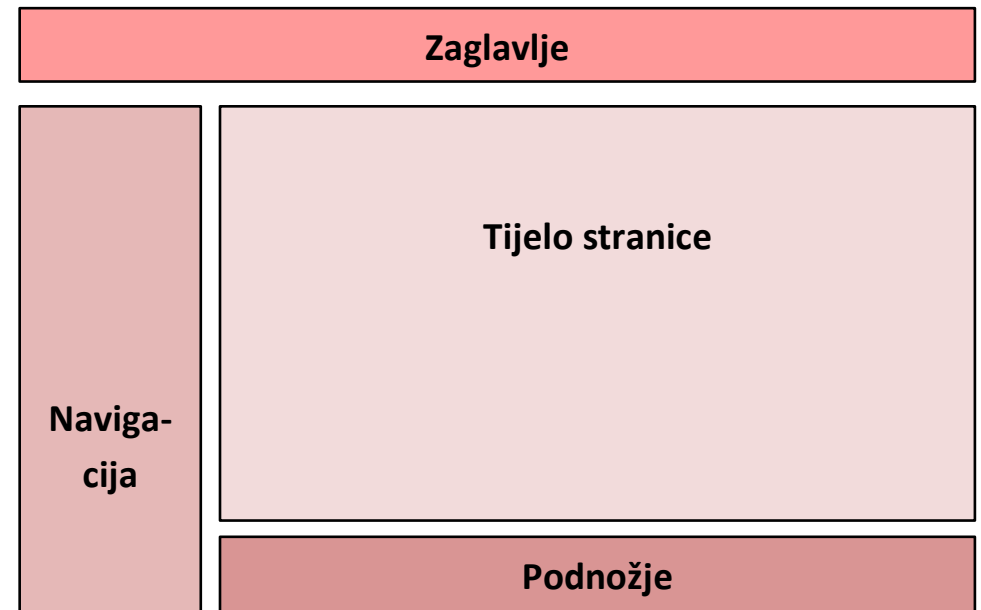 Zaglavlje
Tijelo stranice
Naviga-
cija
Podnožje